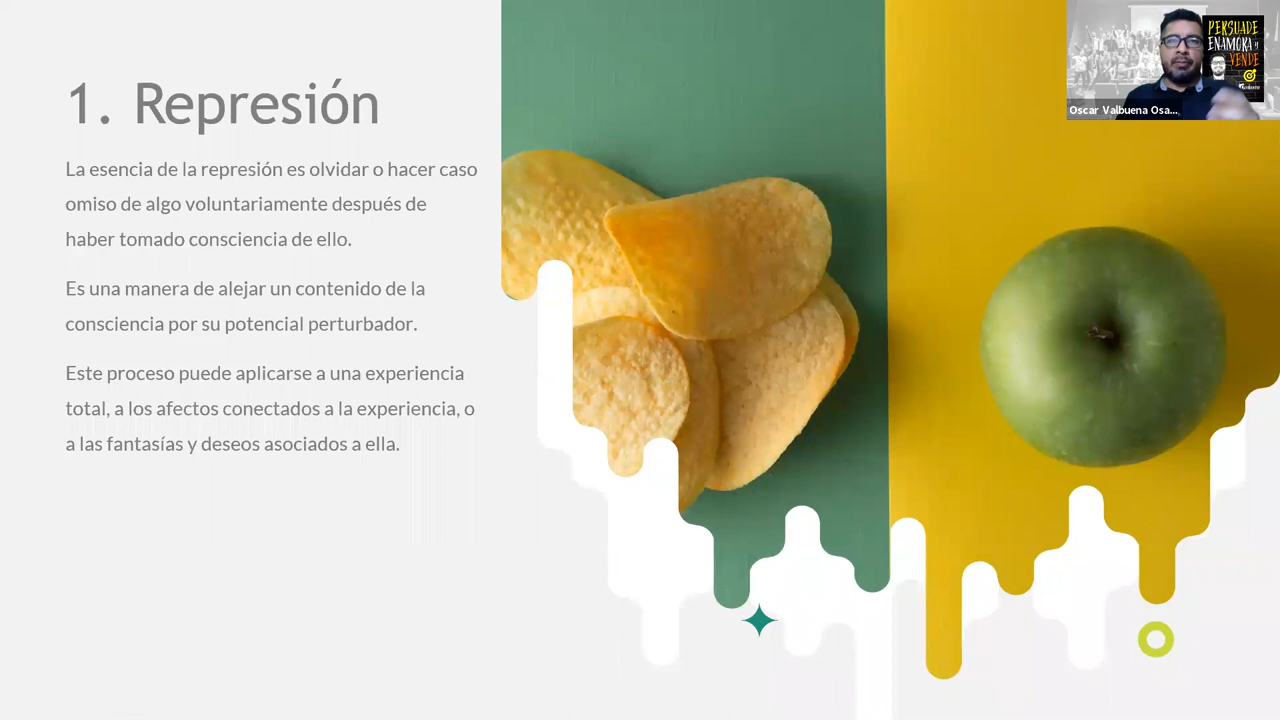 1. Represión
La esencia de la represión es olvidar o hacer caso
omiso de algo voluntariamente después de
haber tomado consciencia de ello.
Es una manera de alejar un contenido de la
consciencia por su potencial perturbador.
Este proceso puede aplicarse a una experiencia
total, a los afectos conectados a la experiencia, o
a las fantasías y deseos asociados a ella.
PERSUADE
ENAMORA y
VENDE
Oscar Valbuena Osa...